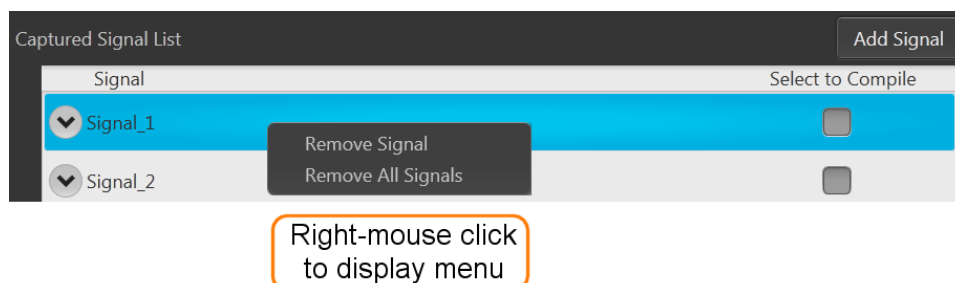 Captured Signal List Add Signal
Signal Select to Compile
Signal_1
Remove Signal
Remove All Signals
Signal_2
Right-mouse click
to display menu